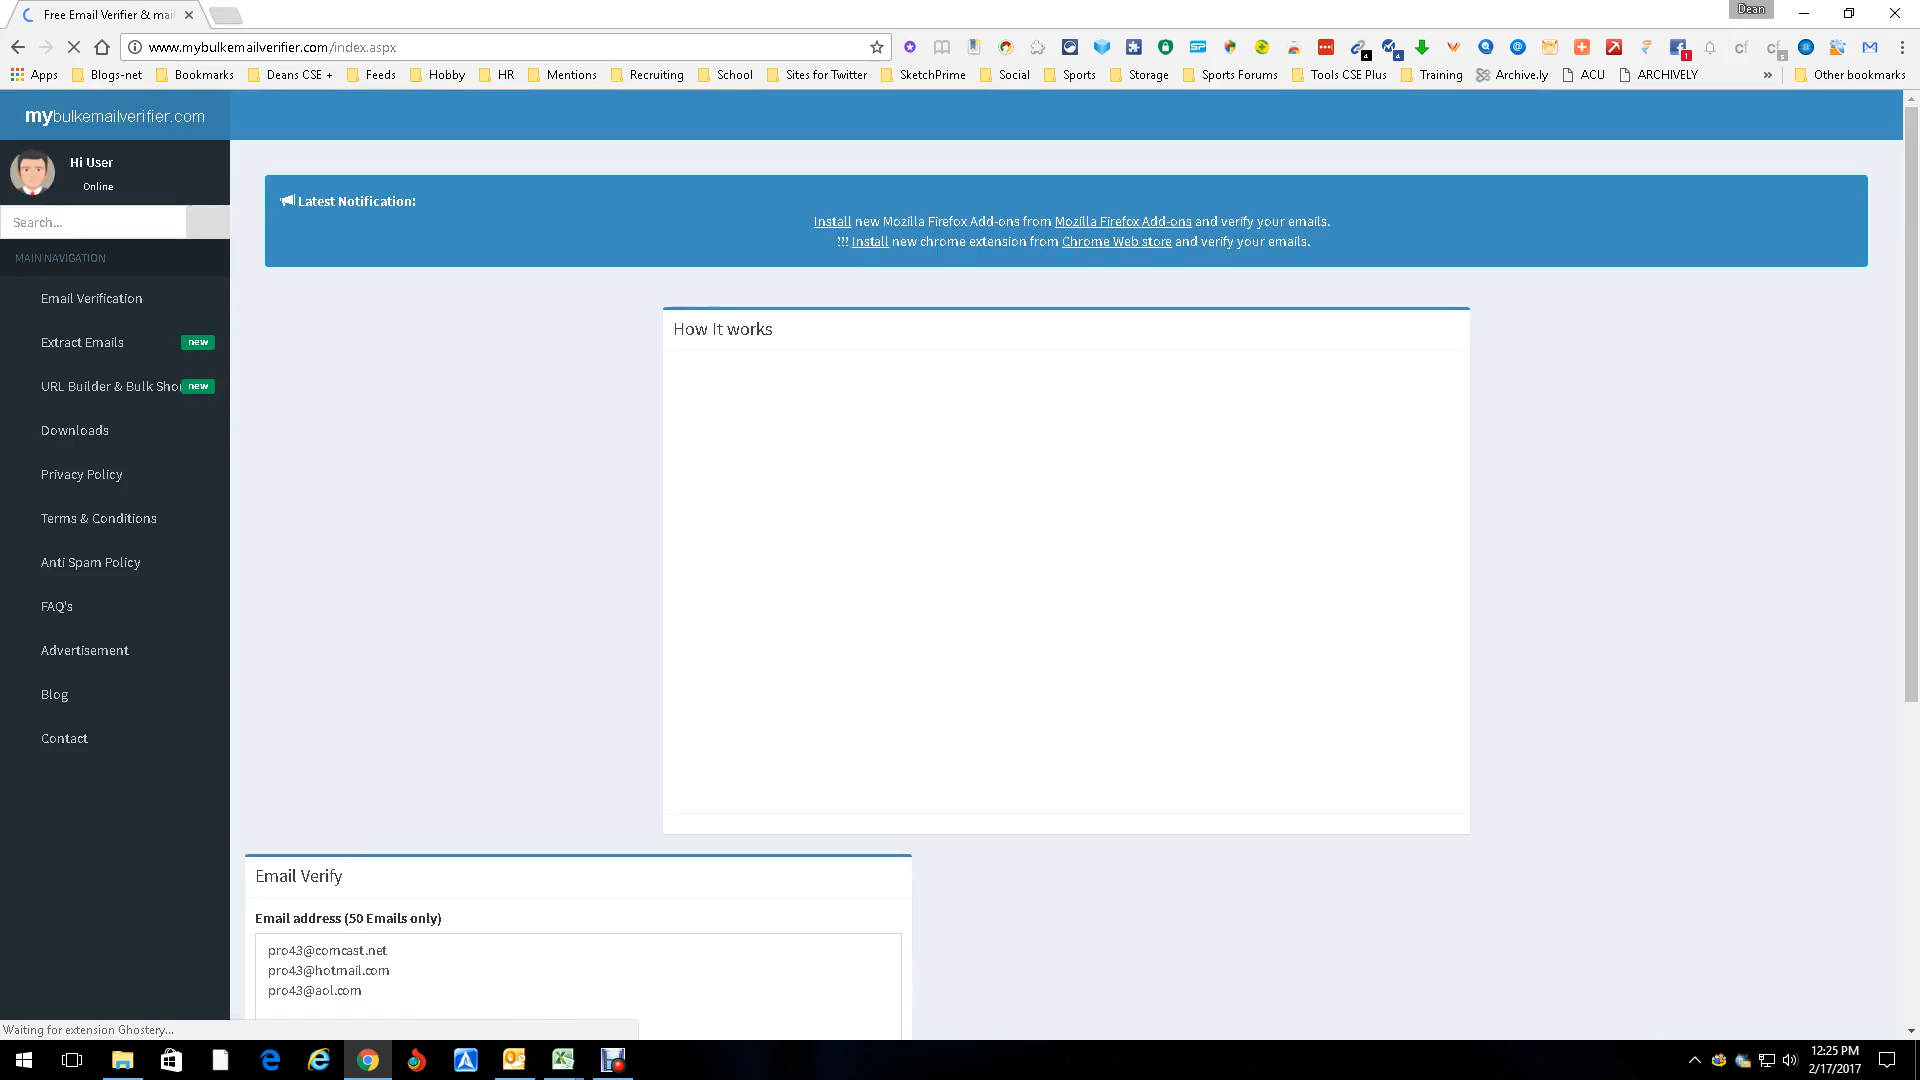 Free Email Verifier & mai
Dean
www.mybulkemailverifier.com/index.aspx
Apps
Blogs-net
Bookmarks
Deans CSE +
Feeds
Hobby
HR
Mentions
Recruiting
School
Sites for Twitter
SketchPrime
Social
Sports
Storage
Sports Forums
Tools CSE Plus
Training
Archive.ly
ACU
ARCHIVELY
»
Other bookmarks
mybulkemailverifier.com
Hi User
Online
Search...
MAIN NAVIGATION
Email Verification
Extract Emails new
URL Builder & Bulk Sho new
Downloads
Privacy Policy
Terms & Conditions
Anti Spam Policy
FAQ's
Advertisement
Blog
Contact
Latest Notification:
Install new Mozilla Firefox Add-ons from Mozilla Firefox Add-ons and verify your emails.
!!! Install new chrome extension from Chrome Web store and verify your emails.
How It works
Email Verify
Email address (50 Emails only)
pro43@comcast.net
pro43@hotmail.com
pro43@aol.com
Waiting for extension Ghostery...
12:25 PM
2/17/2017